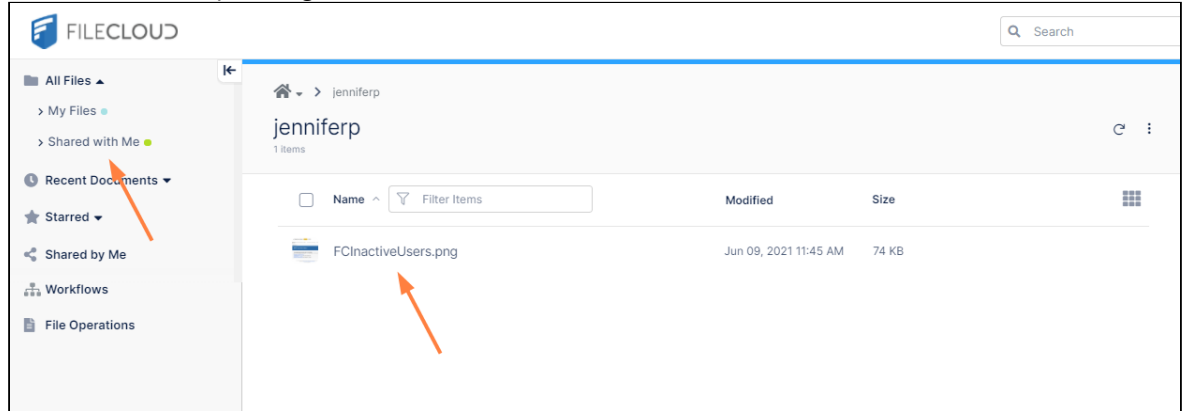 FILECLOUD
Search
All Files
My Files
Shared with Me
Recent Documents
Starred
Shared by Me
Workflows
File Operations
jenniferp
jenniferp
1 items
Name Filter Items Modified Size
FCInactiveUsers.png Jun 09, 2021 11:45 AM 74 KB